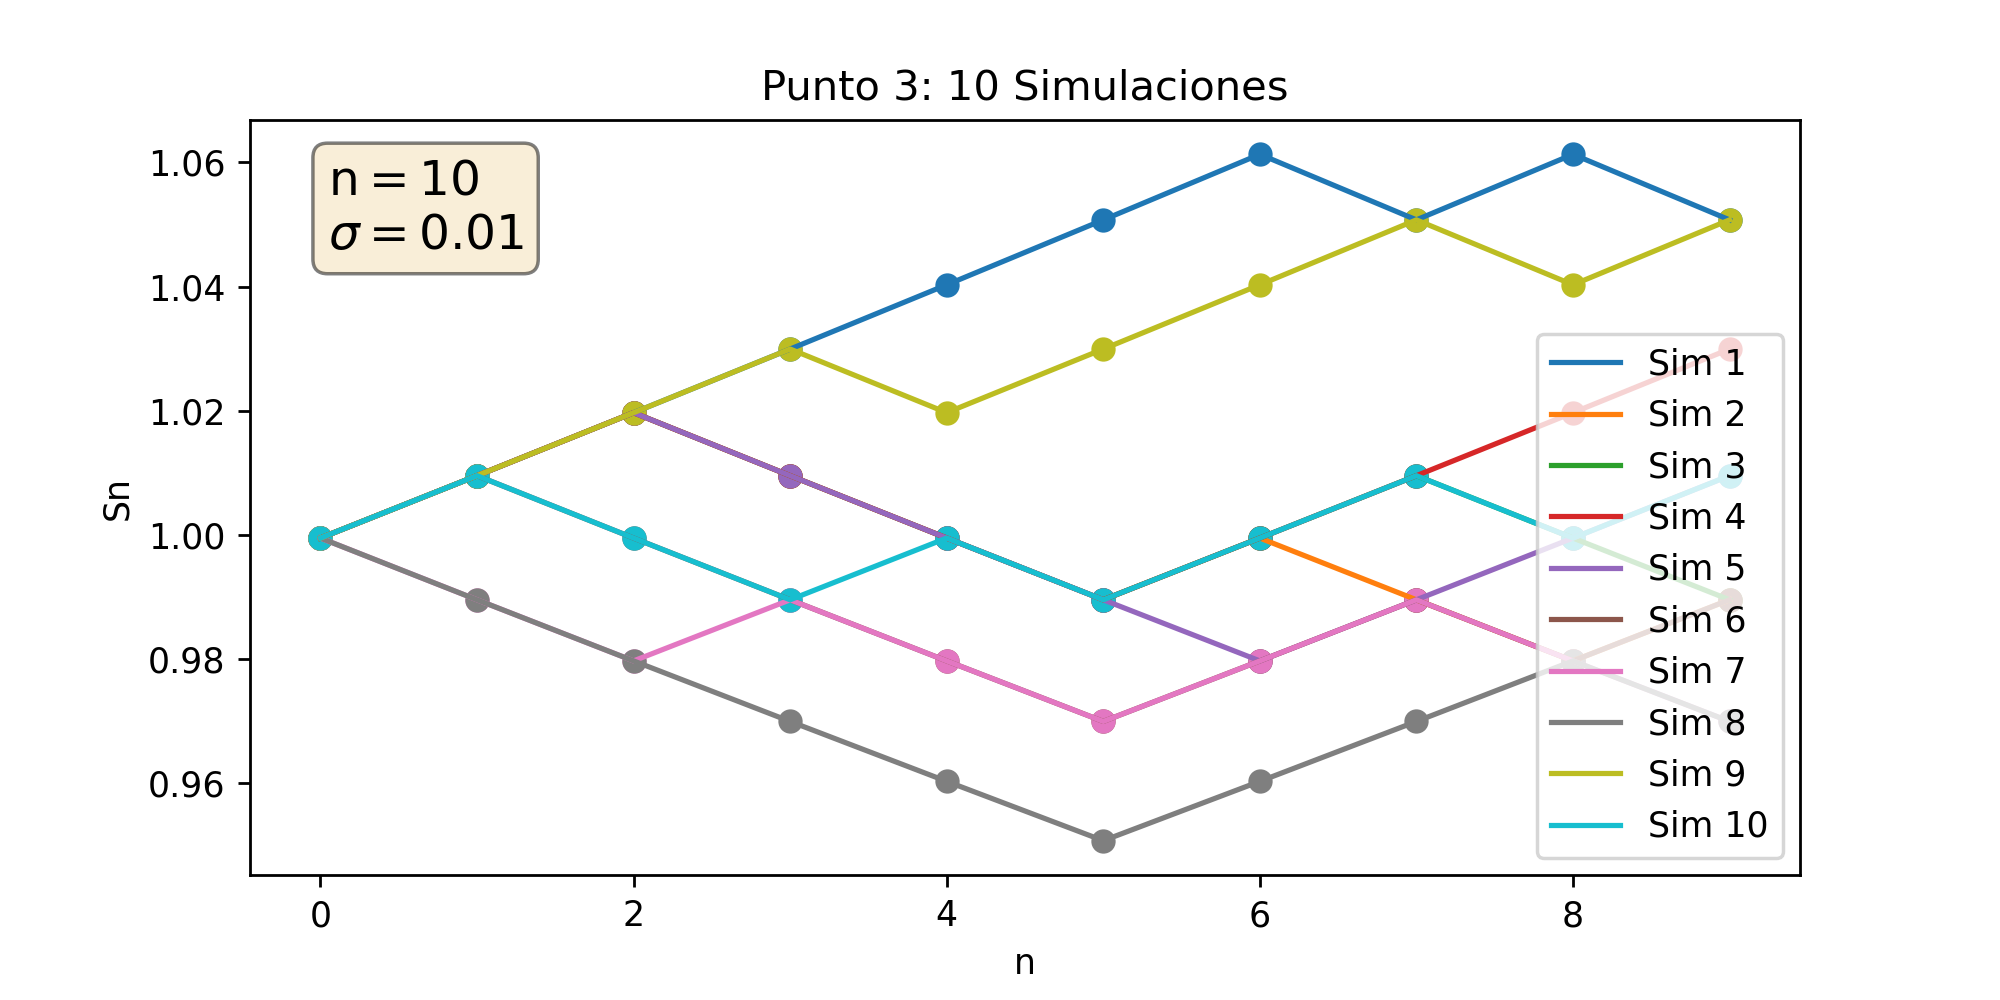 Punto 3: 10 Simulaciones
n = 10
σ = 0.01
1.06
1.04
1.02
1.00
0.98
0.96
Sn
Sim 1
Sim 2
Sim 3
Sim 4
Sim 5
Sim 6
Sim 7
Sim 8
Sim 9
Sim 10
0 2 4 6 8
n